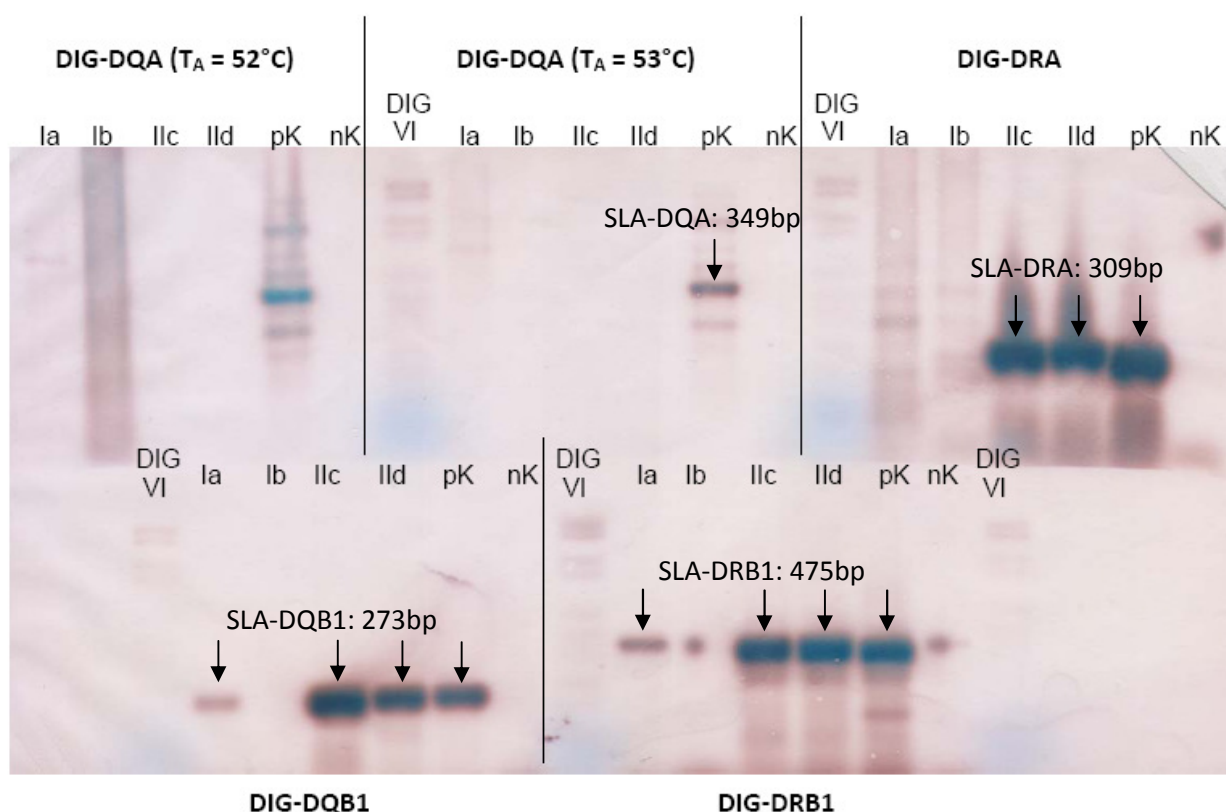 DIG-DQA (TA = 52°C) DIG-DQA (TA = 53°C) DIG-DRA
Ia Ib IIc IId pK nK DIG VI Ia Ib IIc IId pK nK DIG VI Ia Ib IIc IId pK nK
SLA-DQA: 349bp
SLA-DRA: 309bp
DIG VI Ia Ib IIc IId pK nK DIG VI Ia Ib IIc IId pK nK DIG VI
SLA-DRB1: 475bp
SLA-DQB1: 273bp
DIG-DQB1 DIG-DRB1